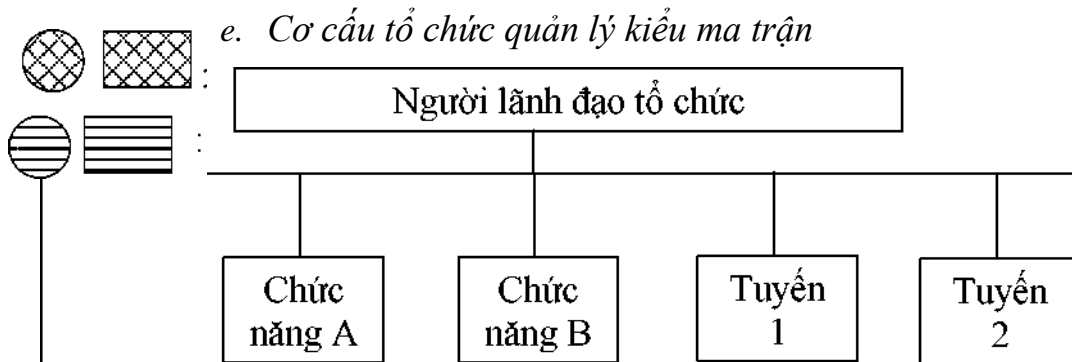 e. Cơ cấu tổ chức quản lý kiểu ma trận
:
Người lãnh đạo tổ chức
:
Chức
năng A
Chức
năng B
Tuyến
1
Tuyến
2